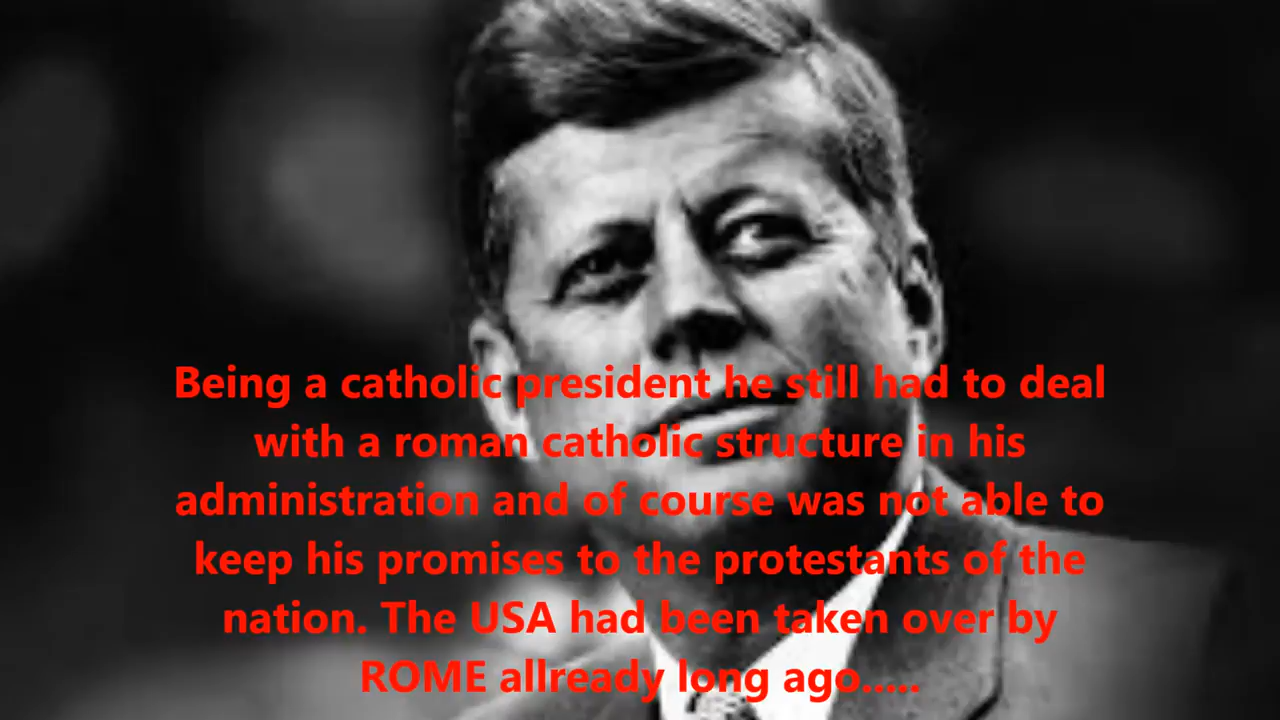 Being a catholic president he still had to deal
with a roman catholic structure in his
administration and of course was not able to
keep his promises to the protestants of the
nation. The USA had been taken over by
ROME allready long ago.....